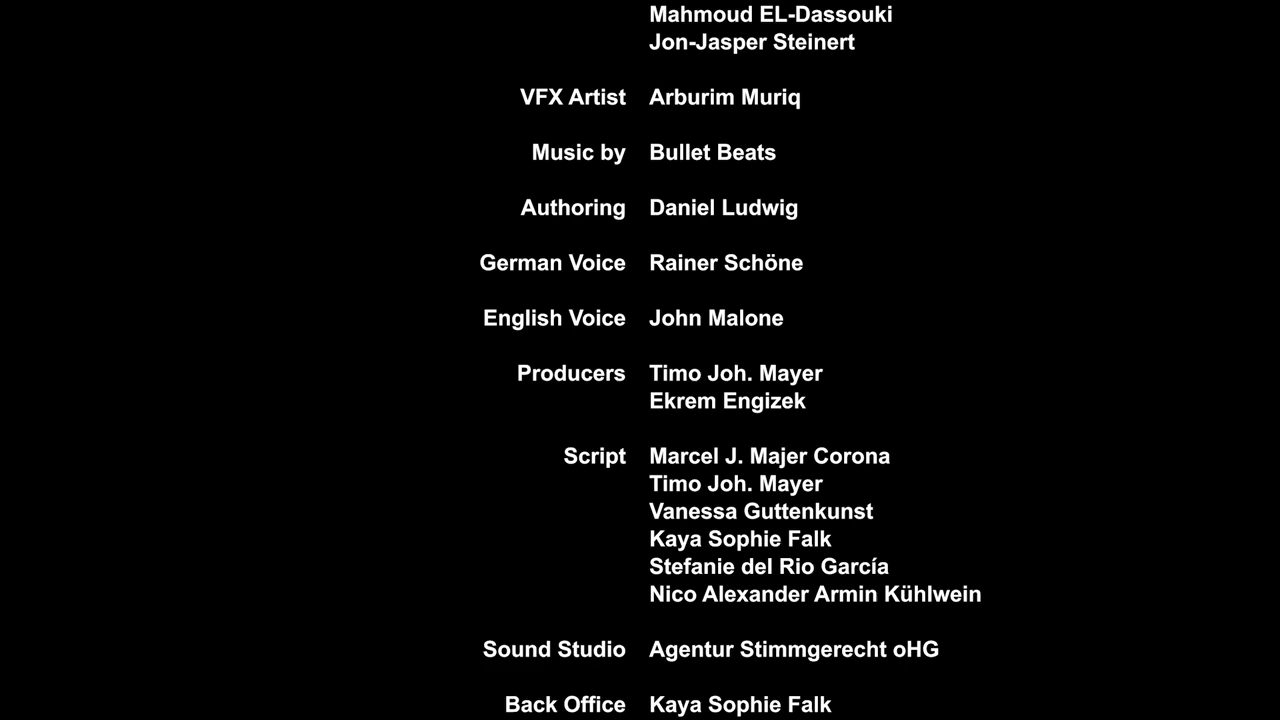 Mahmoud EL-Dassouki
Jon-Jasper Steinert
VFX Artist Arburim Muriq
Music by Bullet Beats
Authoring Daniel Ludwig
German Voice Rainer Schöne
English Voice John Malone
Producers Timo Joh. Mayer
Ekrem Engizek
Script Marcel J. Majer Corona
Timo Joh. Mayer
Vanessa Guttenkunst
Kaya Sophie Falk
Stefanie del Rio García
Nico Alexander Armin Kühlwein
Sound Studio Agentur Stimmgerecht oHG
Back Office Kaya Sophie Falk